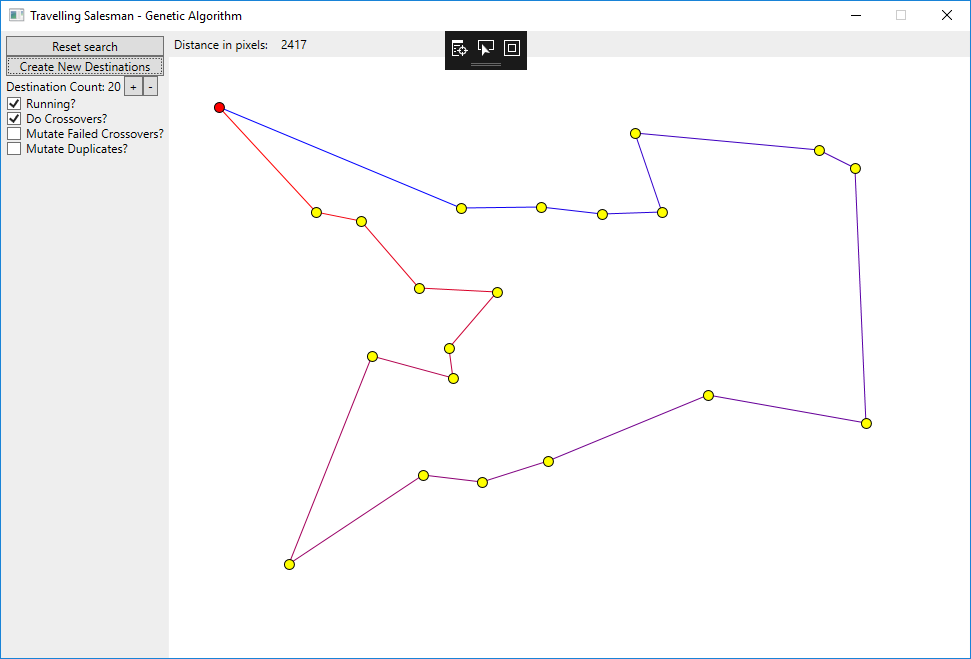 Travelling Salesman - Genetic Algorithm
Reset search
Distance in pixels: 2417
Create New Destinations
Destination Count: 20 + -
Running?
Do Crossovers?
Mutate Failed Crossovers?
Mutate Duplicates?